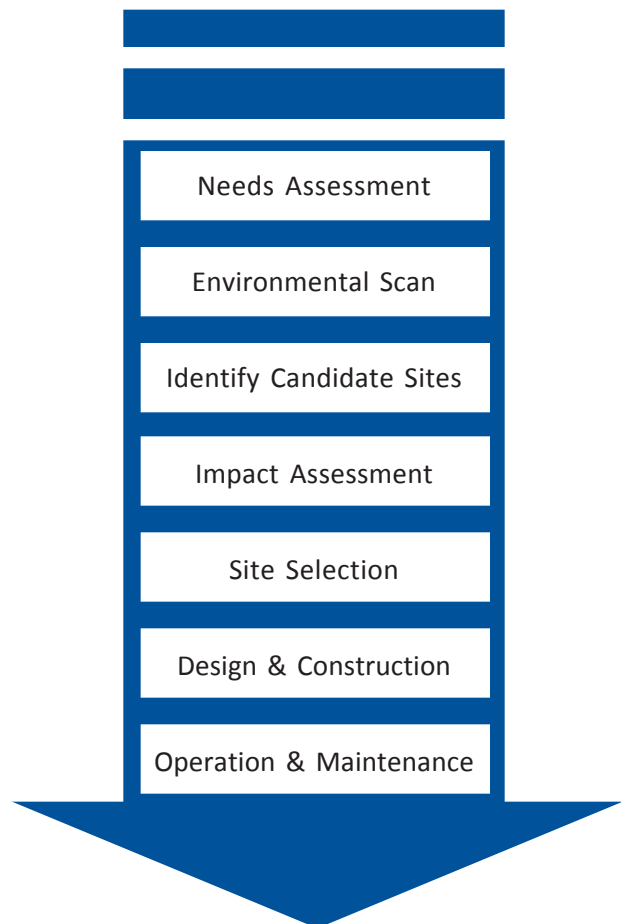 Needs Assessment
Environmental Scan
Identify Candidate Sites
Impact Assessment
Site Selection
Design & Construction
Operation & Maintenance